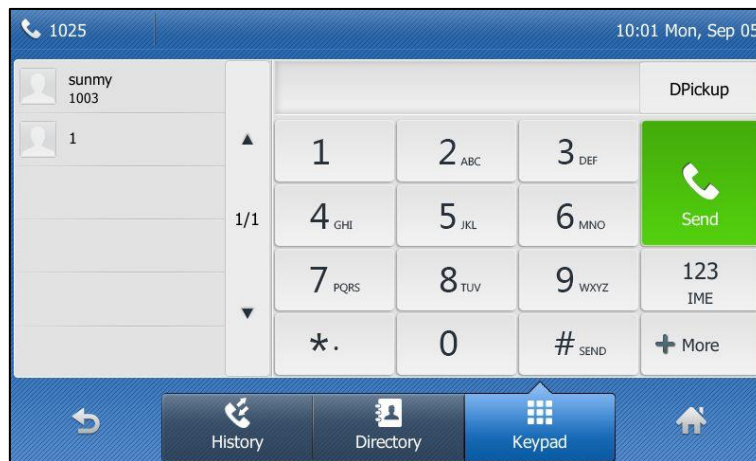 1025
10:01 Mon, Sep 05
sunmy
1003
DPickup
1
1 2 ABC 3 DEF
Send
1/1
4 GHI 5 JKL 6 MNO
7 PQRS 8 TUV 9 WXYZ
123
IME
*. 0 # SEND
+ More
History Directory Keypad